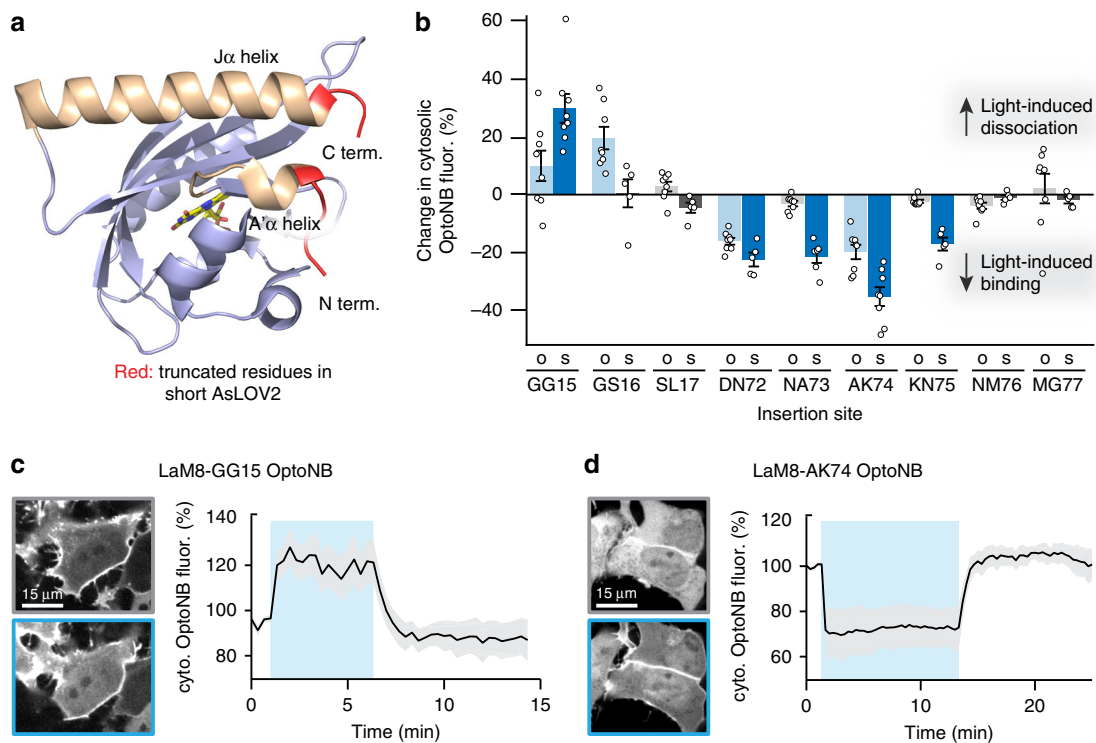 a
Jα helix
C term.
A'α helix
N term.
Red: truncated residues in
short AsLOV2
b
Change in cytosolic
OptoNB fluor. (%)
60
40
20
0
−20
−40
Light-induced
dissociation
Light-induced
binding
o s o s o s o s o s o s o s o s o s
GG15 GS16 SL17 DN72 NA73 AK74 KN75 NM76 MG77
Insertion site
c
LaM8-GG15 OptoNB
15 μm
cyto. OptoNB fluor. (%)
140
120
100
80
0 5 10 15
Time (min)
d
LaM8-AK74 OptoNB
15 μm
cyto. OptoNB fluor. (%)
120
100
80
60
0 10 20
Time (min)